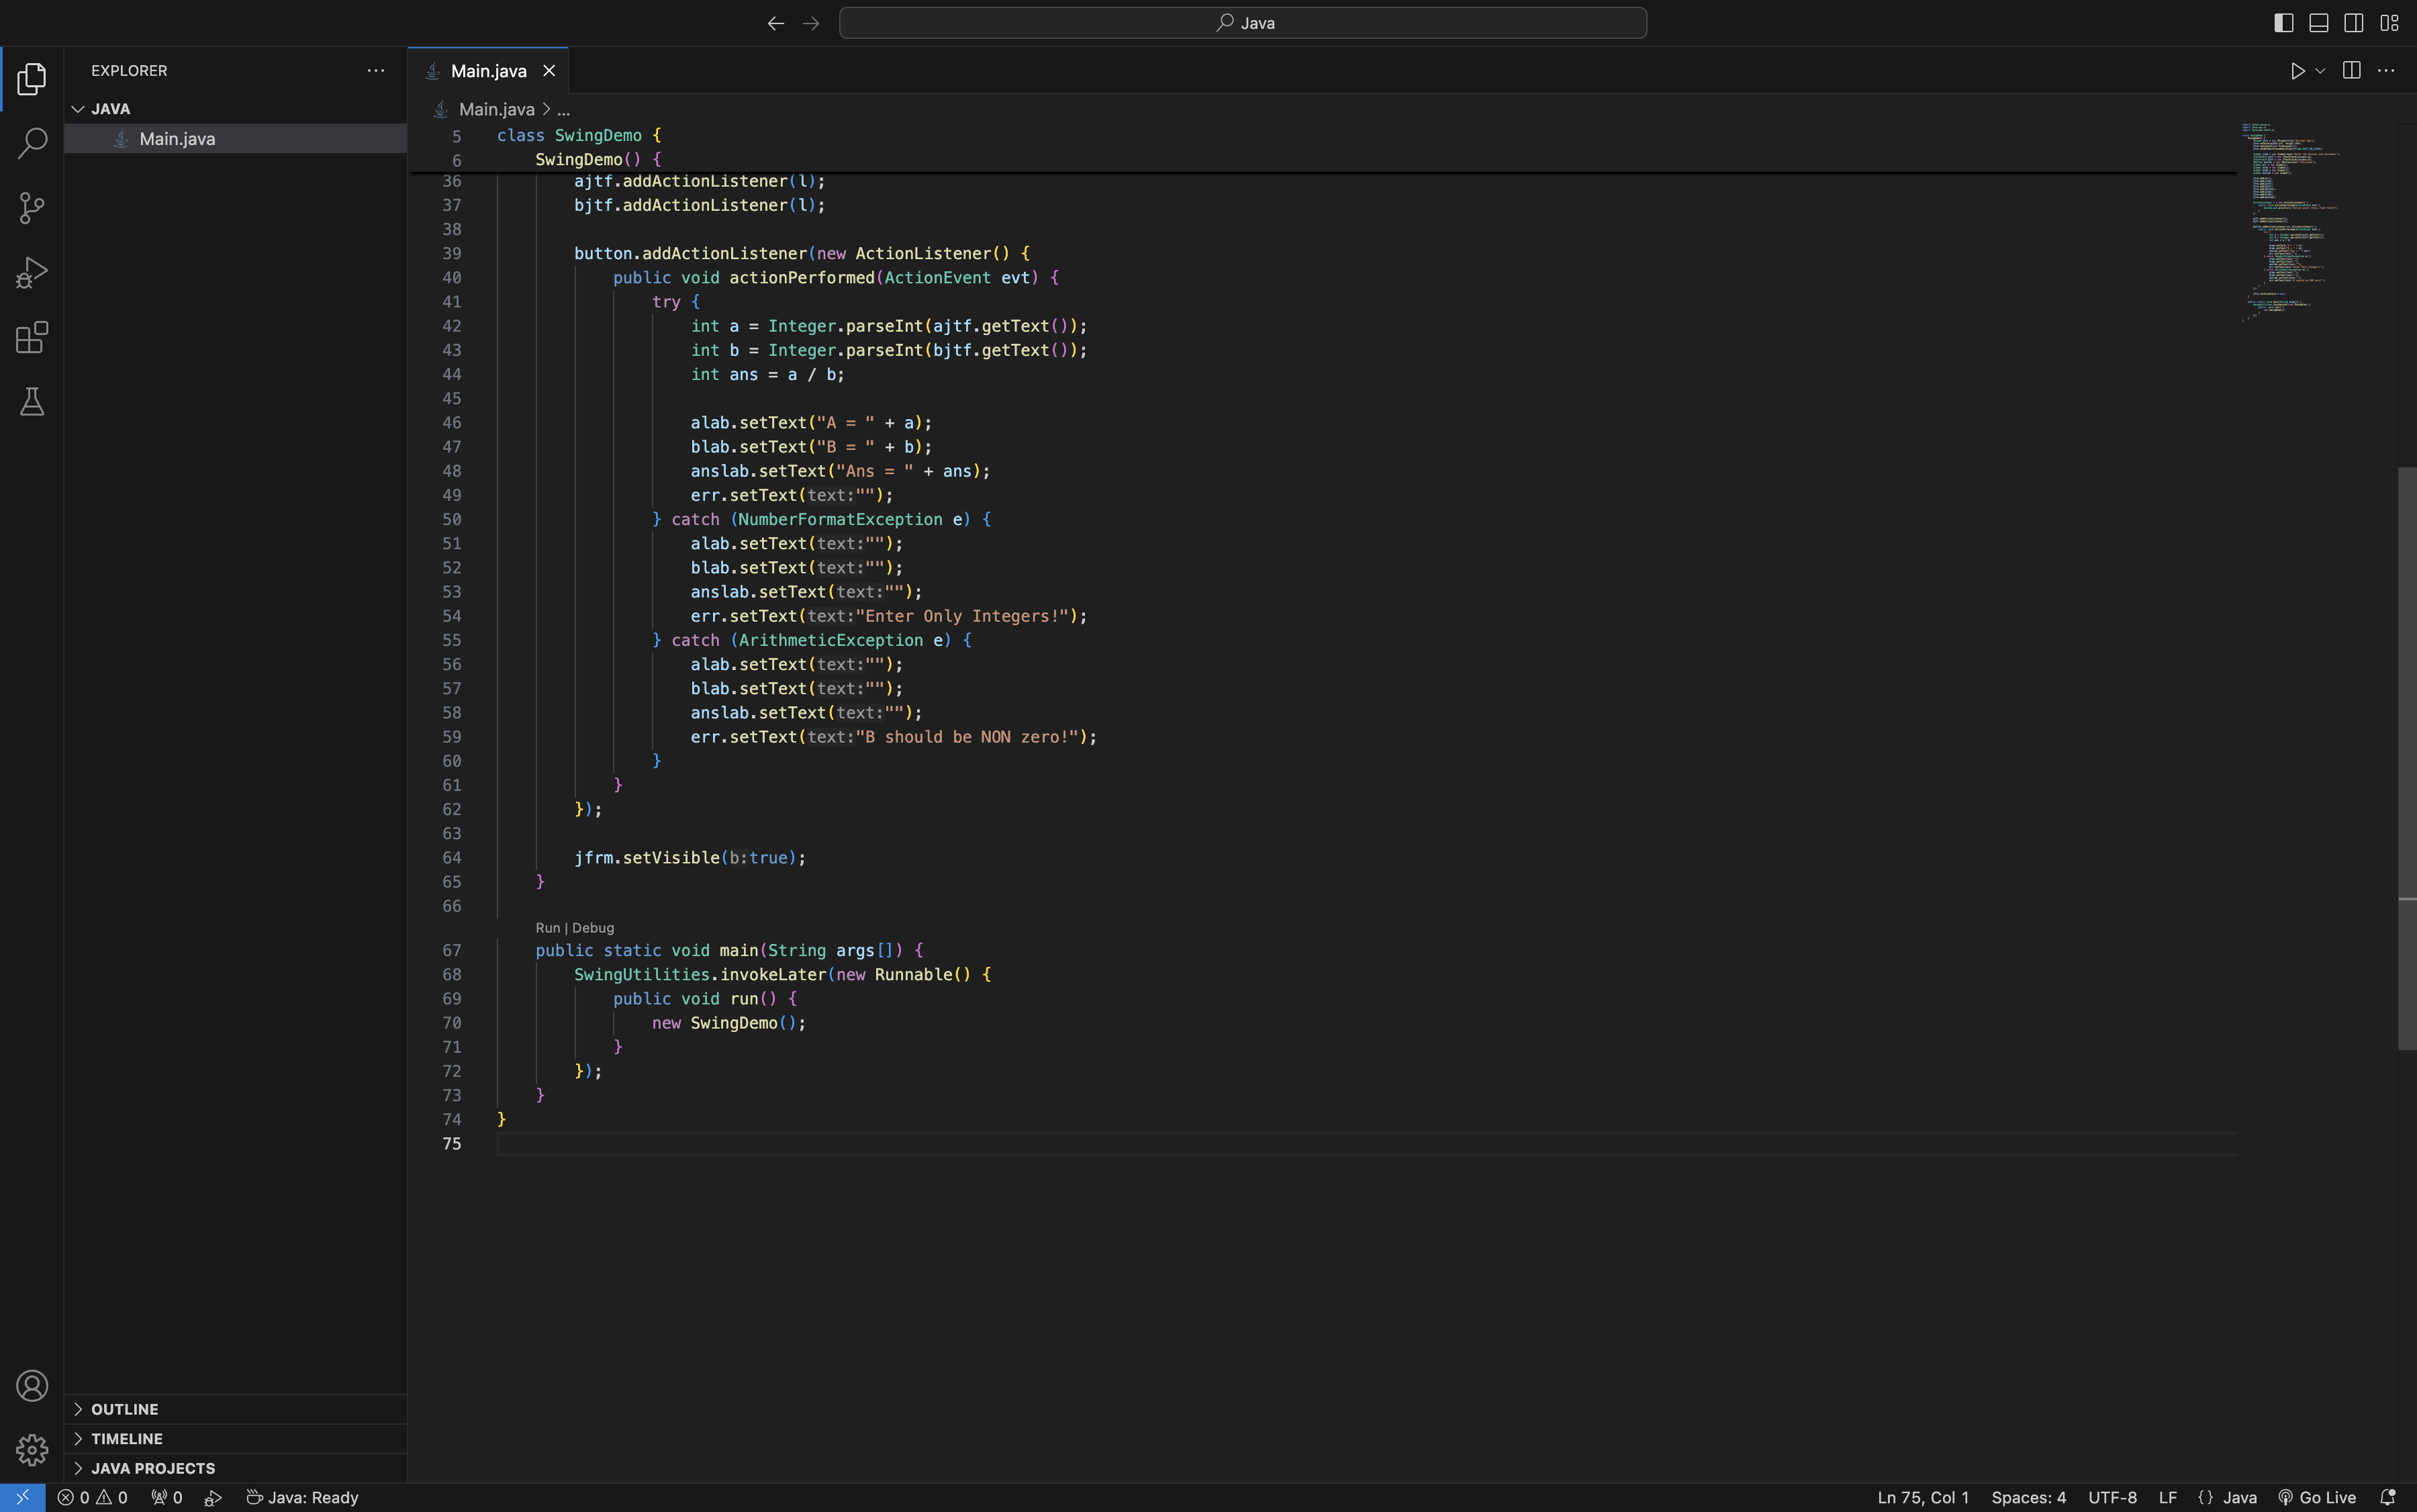 Java
EXPLORER
JAVA
Main.java
Main.java
Main.java > ...
5 class SwingDemo {
6 SwingDemo() {
36 ajtf.addActionListener(l);
37 bjtf.addActionListener(l);
38
39 button.addActionListener(new ActionListener() {
40 public void actionPerformed(ActionEvent evt) {
41 try {
42 int a = Integer.parseInt(ajtf.getText());
43 int b = Integer.parseInt(bjtf.getText());
44 int ans = a / b;
45
46 alab.setText("A = " + a);
47 blab.setText("B = " + b);
48 anslab.setText("Ans = " + ans);
49 err.setText(text:"");
50 } catch (NumberFormatException e) {
51 alab.setText(text:"");
52 blab.setText(text:"");
53 anslab.setText(text:"");
54 err.setText(text:"Enter Only Integers!");
55 } catch (ArithmeticException e) {
56 alab.setText(text:"");
57 blab.setText(text:"");
58 anslab.setText(text:"");
59 err.setText(text:"B should be NON zero!");
60 }
61 }
62 });
63
64 jfrm.setVisible(b:true);
65 }
66
Run | Debug
67 public static void main(String args[]) {
68 SwingUtilities.invokeLater(new Runnable() {
69 public void run() {
70 new SwingDemo();
71 }
72 });
73 }
74 }
75
OUTLINE
TIMELINE
JAVA PROJECTS
0 0 0 Java: Ready
Ln 75, Col 1 Spaces: 4 UTF-8 LF {} Java Go Live